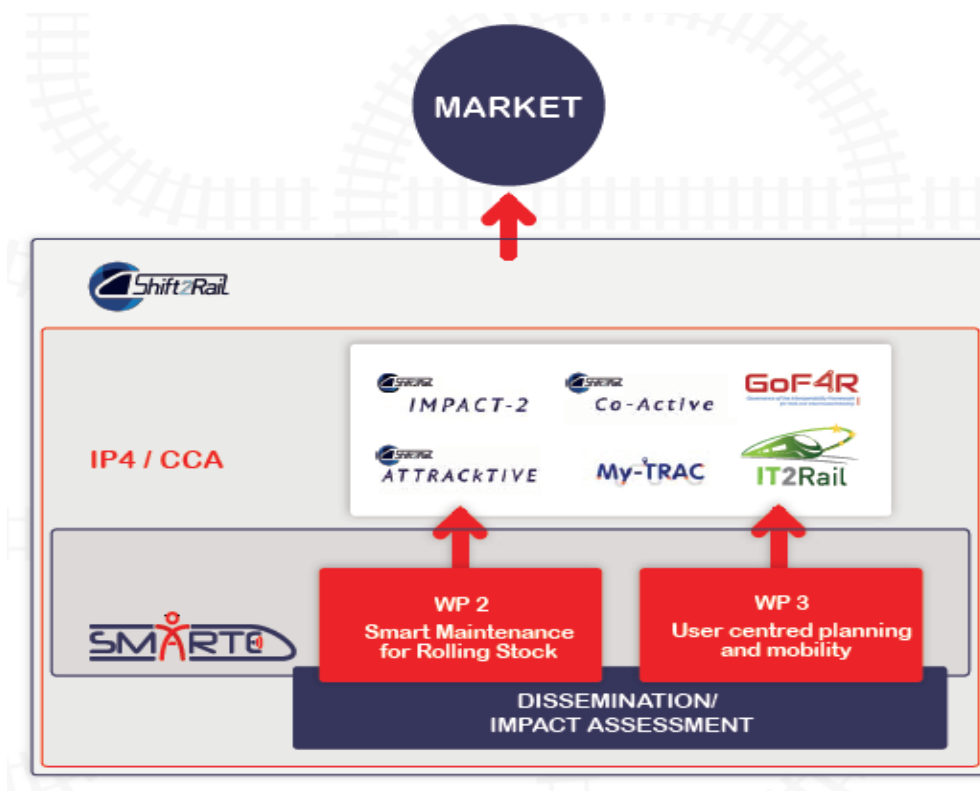 MARKET
Shift2Rail
IP4 / CCA
IMPACT-2
Co-Active
GoF4R
ATTRACKTIVE
My-TRAC
IT2Rail
SMARTE
WP 2
Smart Maintenance
for Rolling Stock
WP 3
User centred planning
and mobility
DISSEMINATION/
IMPACT ASSESSMENT